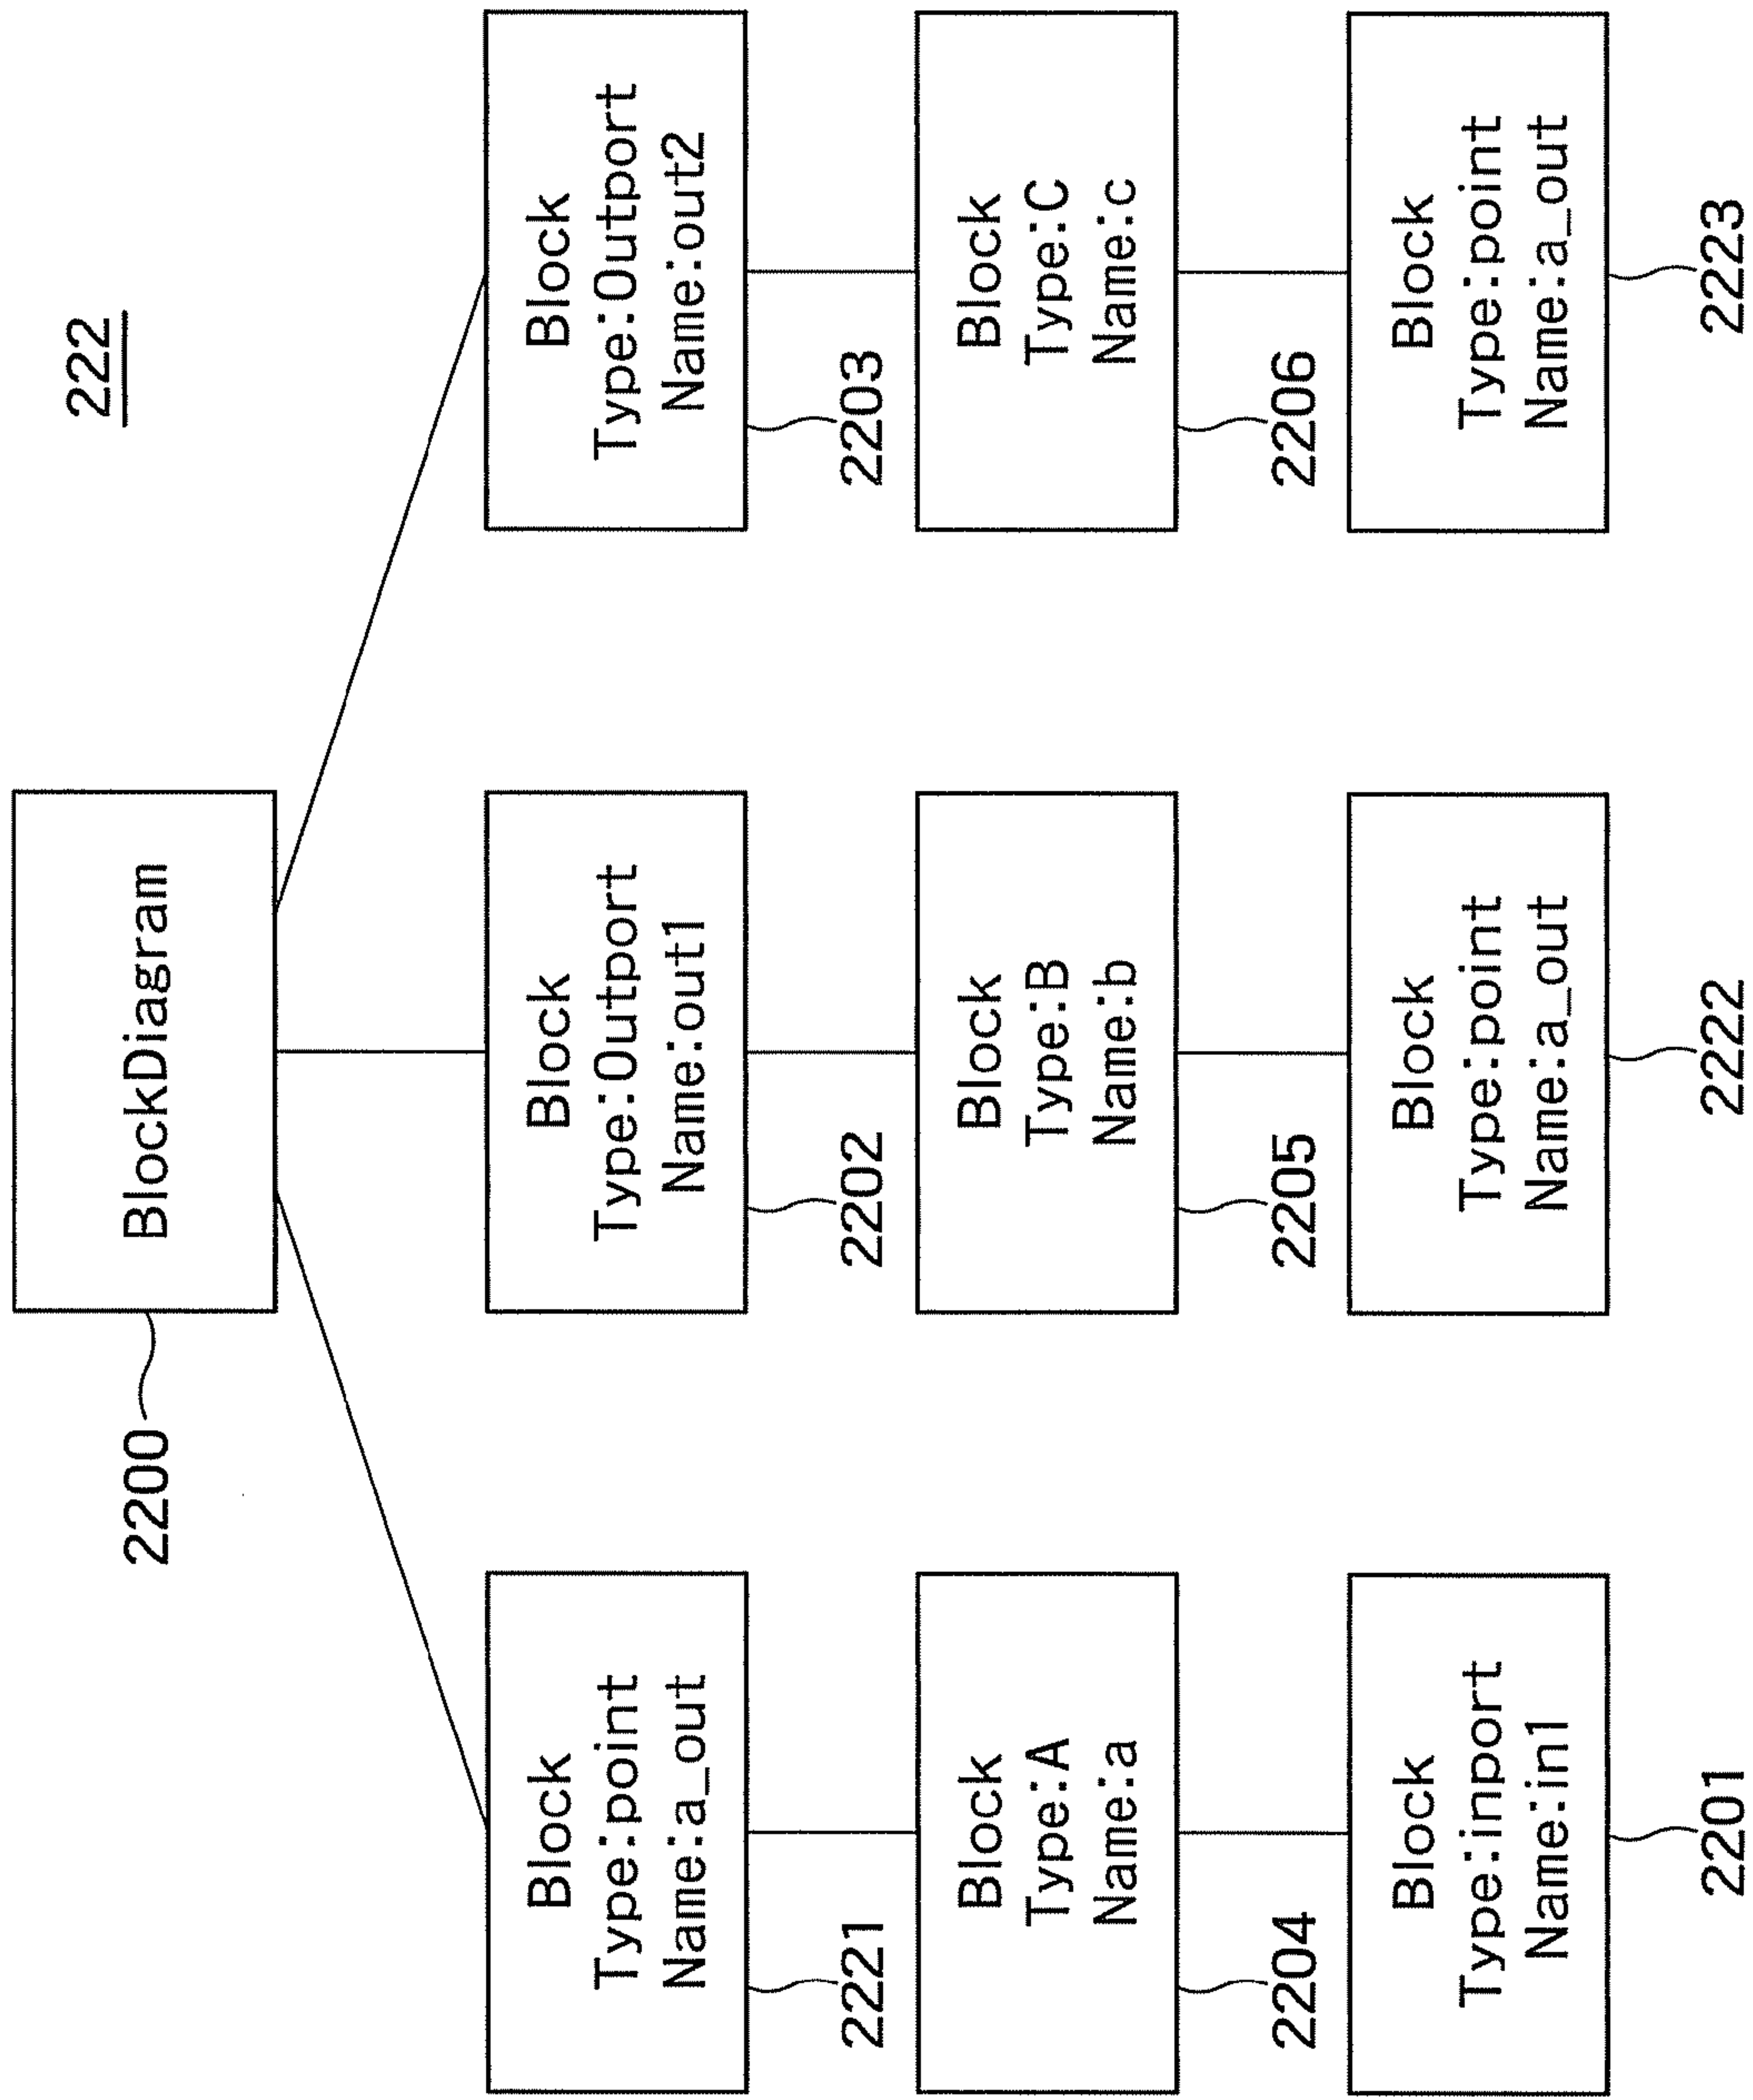 222
2200
BlockDiagram
Block
Type:point
Name:a_out
2221
Block
Type:Outport
Name:out1
2202
Block
Type:Outport
Name:out2
2203
Block
Type:A
Name:a
2204
Block
Type:B
Name:b
2205
Block
Type:C
Name:c
2206
Block
Type:inport
Name:in1
2201
Block
Type:point
Name:a_out
2222
Block
Type:point
Name:a_out
2223